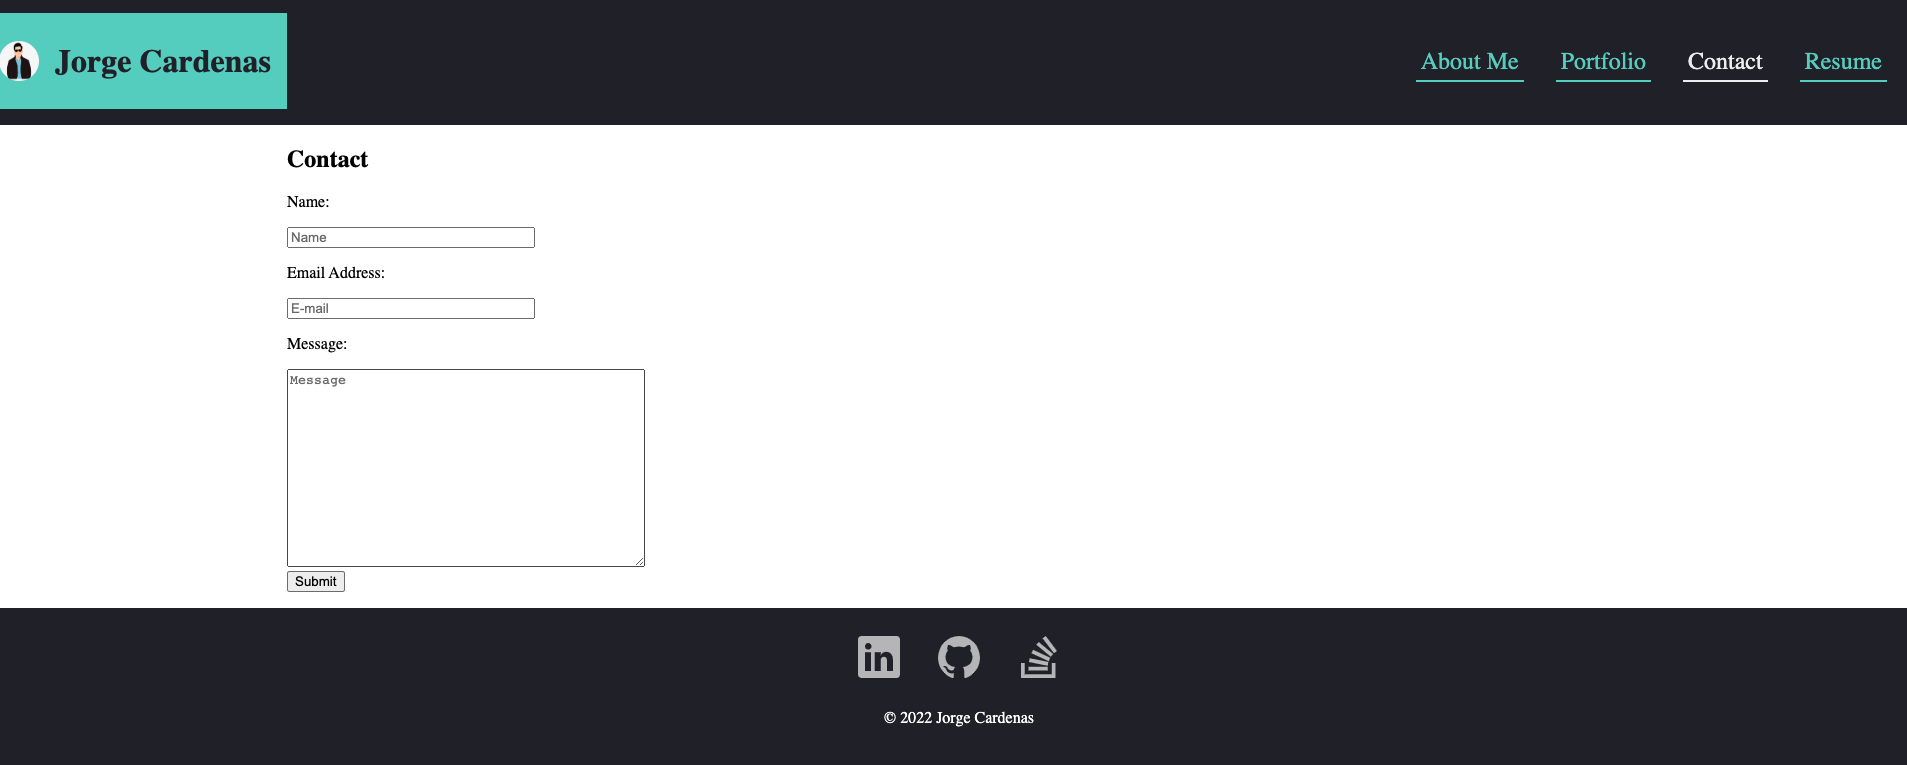 Jorge Cardenas
About Me Portfolio Contact Resume
Contact
Name:
Name
Email Address:
E-mail
Message:
Message
Submit
in
© 2022 Jorge Cardenas